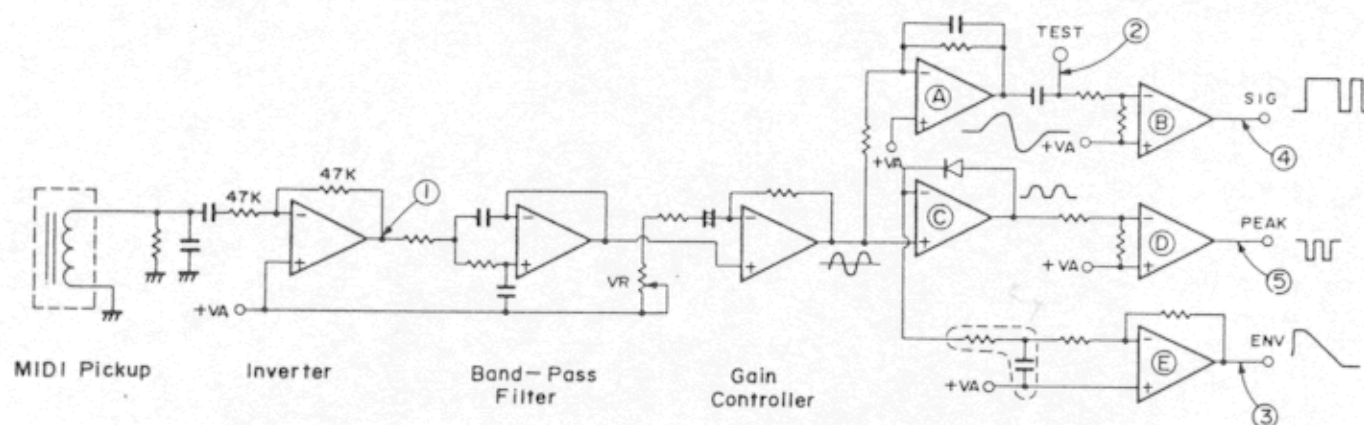 TEST ②
Ⓐ
SIG
Ⓑ
+VA
+VA
④
47K
47K
①
Ⓒ
PEAK
Ⓓ
+VA
⑤
VR
+VA
ENV
Ⓔ
+VA
③
MIDI Pickup
Inverter
Band-Pass
Filter
Gain
Controller